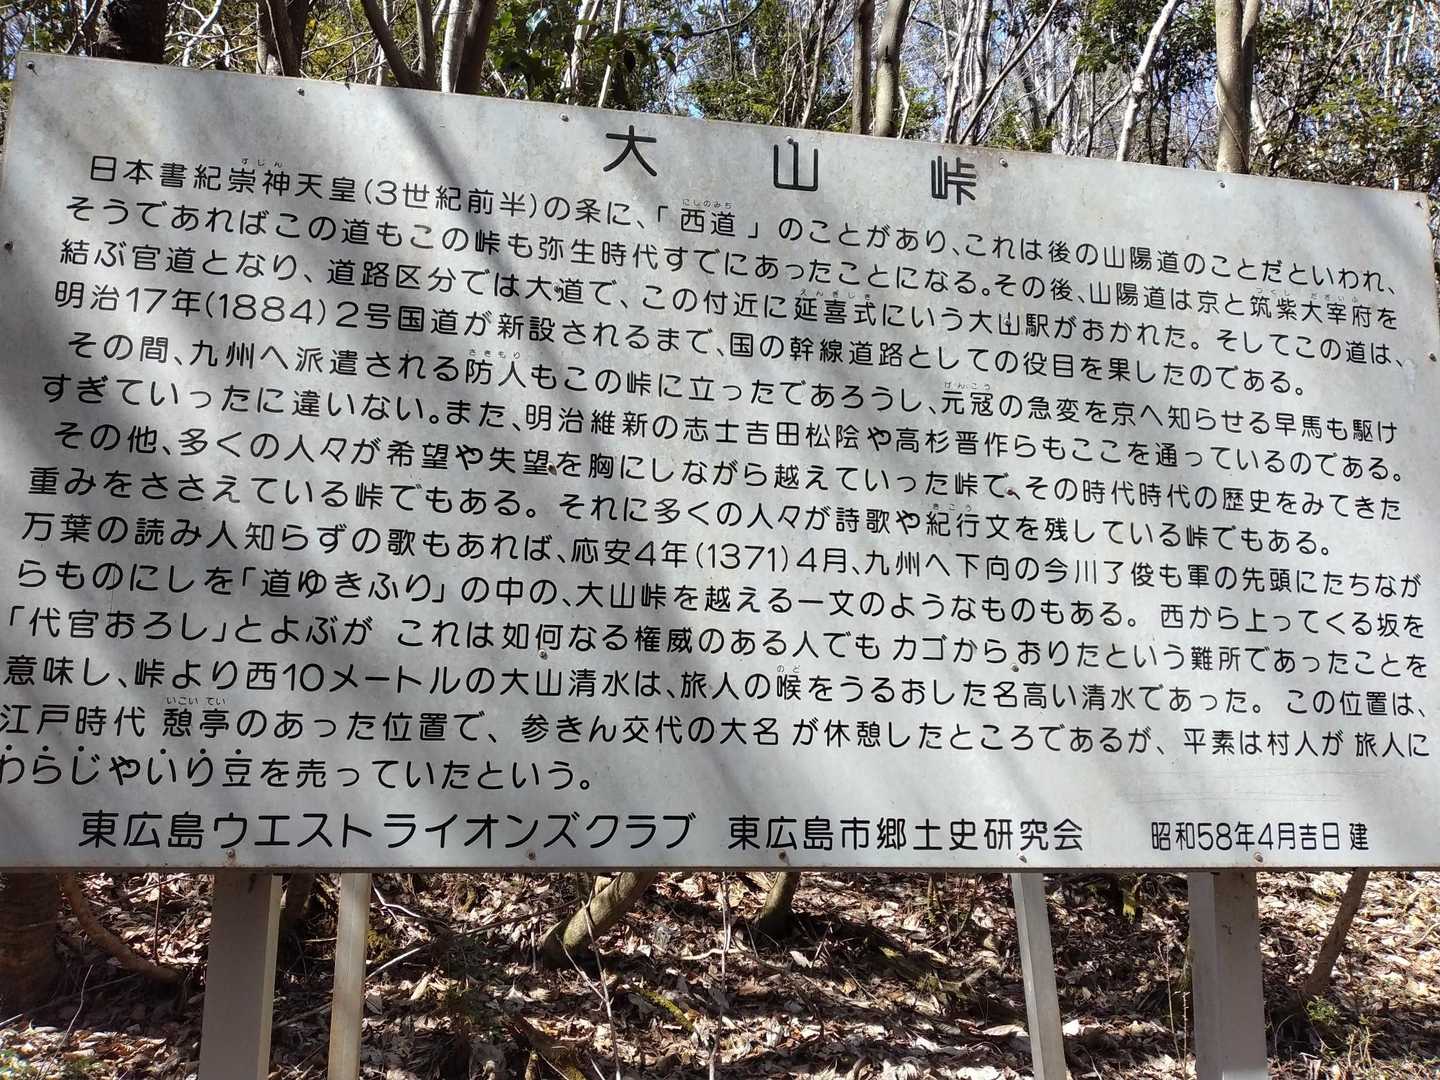 大山峠
日本書紀崇神天皇(3世紀前半)の条に、「西道」のことがあり、これは後の山陽道のことだといわれ、
そうであればこの道もこの峠も弥生時代すでにあったことになる。その後、山陽道は京と筑紫大宰府を
結ぶ官道となり、道路区分では大道で、この付近に延喜式にいう大山駅がおかれた。そしてこの道は、
明治17年(1884)2号国道が新設されるまで、国の幹線道路としての役目を果したのである。
その間、九州へ派遣される防人もこの峠に立ったであろうし、元寇の急変を京へ知らせる早馬も駆け
すぎていったに違いない。また、明治維新の志士吉田松陰や高杉晋作らもここを通っているのである。
その他、多くの人々が希望や失望を胸にしながら越えていった峠で、その時代時代の歴史をみてきた
重みをささえている峠でもある。それに多くの人々が詩歌や紀行文を残している峠でもある。
万葉の読み人知らずの歌もあれば、応安4年(1371)4月、九州へ下向の今川了俊も軍の先頭にたちなが
らものにしを「道ゆきふり」の中の、大山峠を越える一文のようなものもある。西から上ってくる坂を
「代官おろし」とよぶが これは如何なる権威のある人でも カゴからおりたという難所であったことを
意味し、峠より西10メートルの大山清水は、旅人の喉をうるおした名高い清水であった。この位置は、
江戸時代 憩亭のあった位置で、参きん交代の大名 が休憩したところであるが、平素は村人が 旅人に
わらじやいり豆を売っていたという。
東広島ウエストライオンズクラブ 東広島市郷土史研究会 昭和58年4月吉日 建